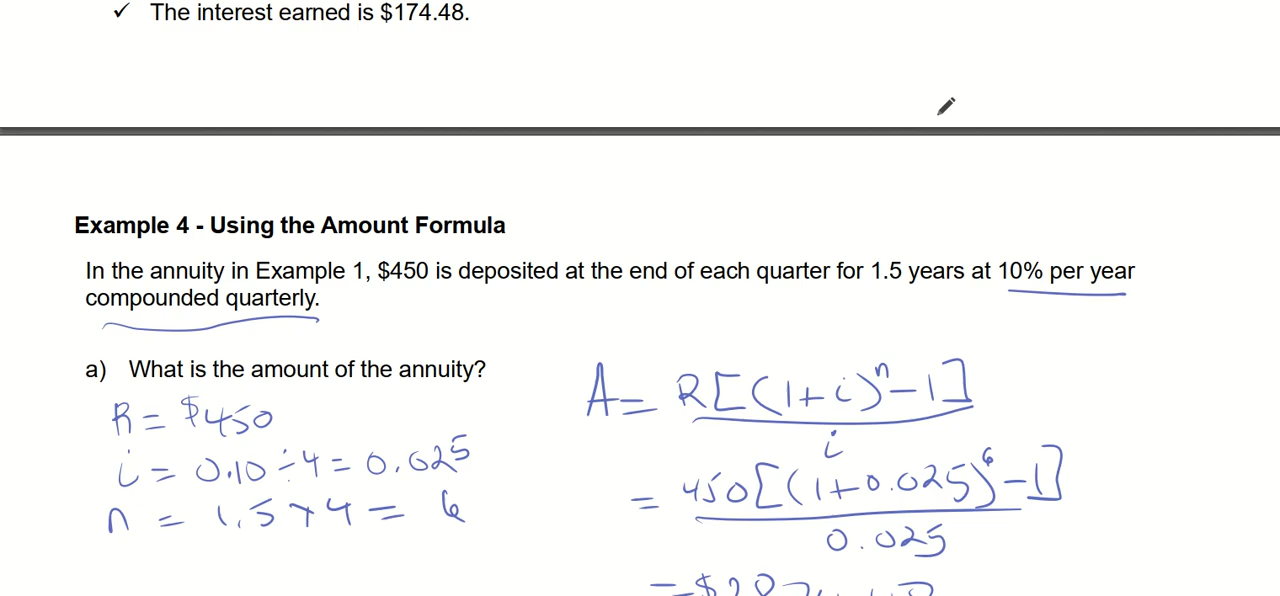 ✓ The interest earned is $174.48.
Example 4 - Using the Amount Formula
In the annuity in Example 1, $450 is deposited at the end of each quarter for 1.5 years at 10% per year
compounded quarterly.
a) What is the amount of the annuity?
R = $450
i = 0.10 ÷ 4 = 0.025
n = 1.5 × 4 = 6
A = R[(1+i)^n - 1]
i
= 450[(1+0.025)^6 - 1]
0.025